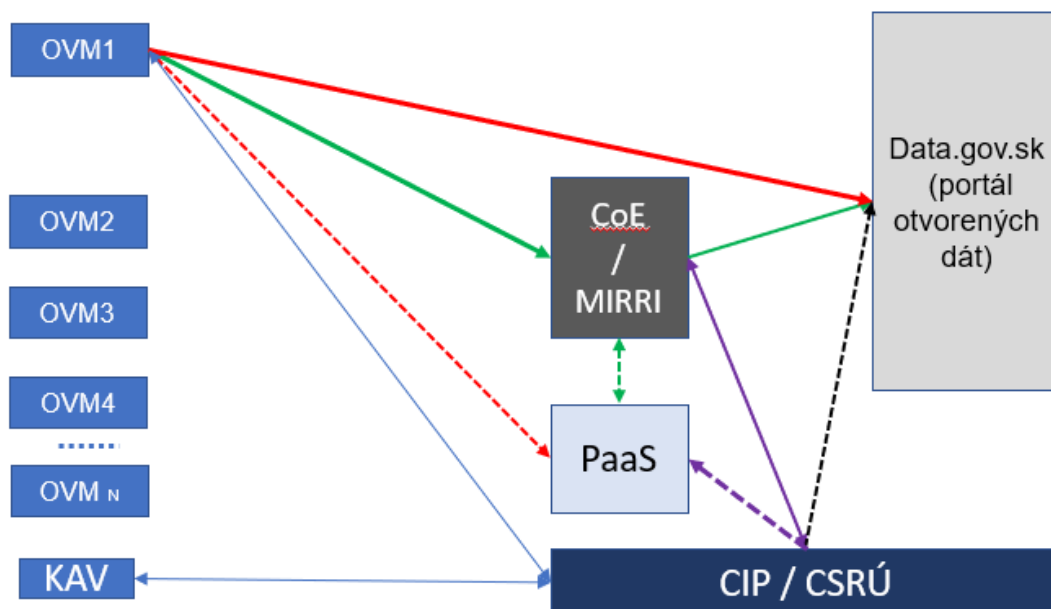 OVM1
OVM2
OVM3
OVM4
OVM N
KAV
CoE
/
MIRRI
PaaS
CIP / CSRÚ
Data.gov.sk
(portál
otvorených
dát)